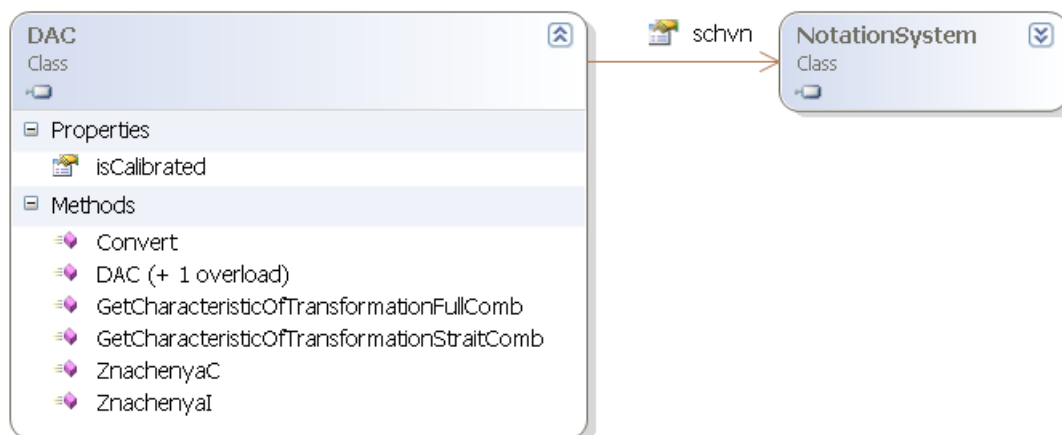 DAC
Class
Properties
isCalibrated
Methods
Convert
DAC (+ 1 overload)
GetCharacteristicOfTransformationFullComb
GetCharacteristicOfTransformationStraitComb
ZnachenyaC
ZnachenyaI
schvn
NotationSystem
Class